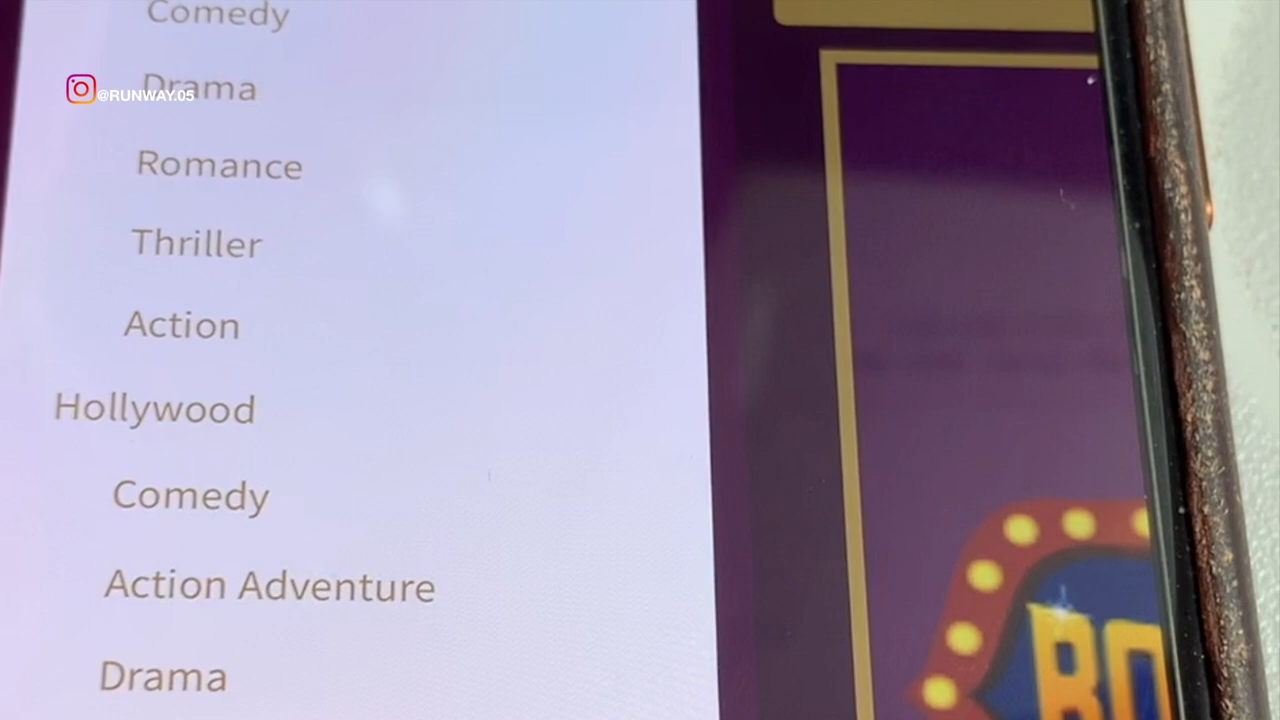 Comedy
Drama
@RUNWAY.05
Romance
Thriller
Action
Hollywood
Comedy
Action Adventure
Drama